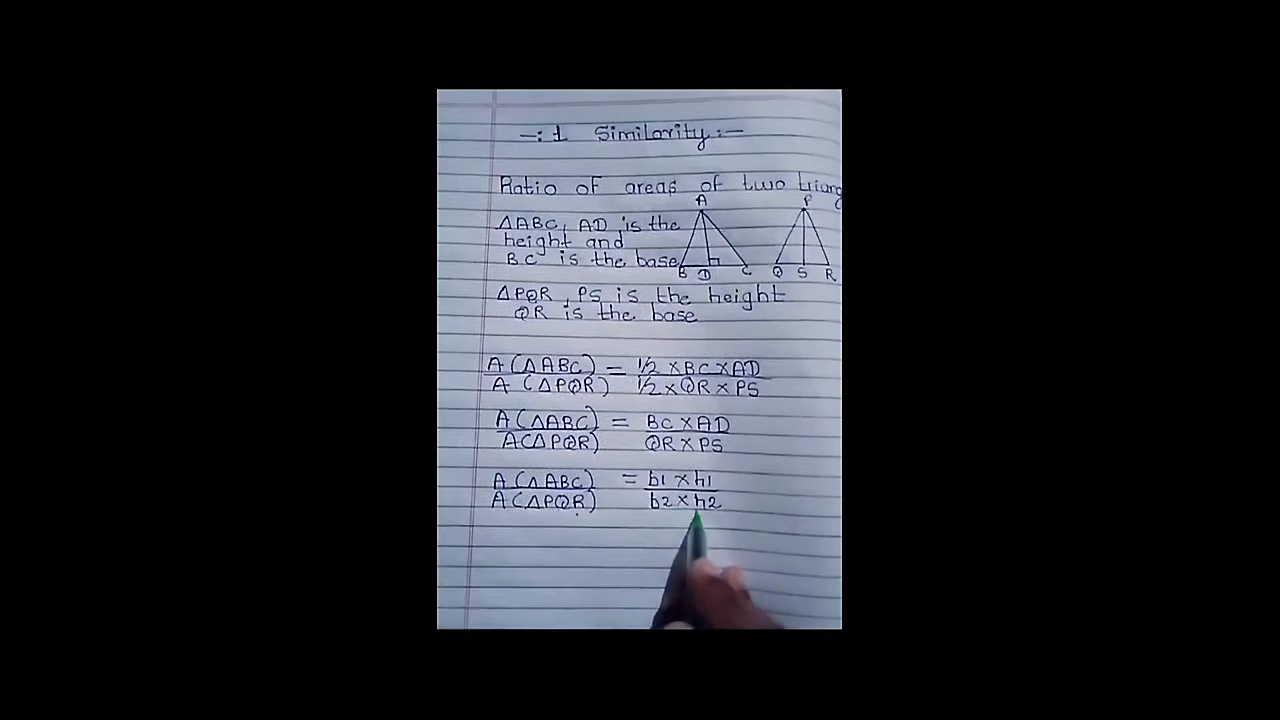 -: 1 Similarity :-
Ratio of areas of two triang
A
P
ΔABC, AD is the
height and
BC is the base
B D C
Q S R
ΔPQR, PS is the height
QR is the base
A (ΔABC) = 1/2 × BC × AD
A (ΔPQR) 1/2 × QR × PS
A (ΔABC) = BC × AD
A(ΔPQR) QR × PS
A (ΔABC) = b1 × h1
A(ΔPQR) b2 × h2